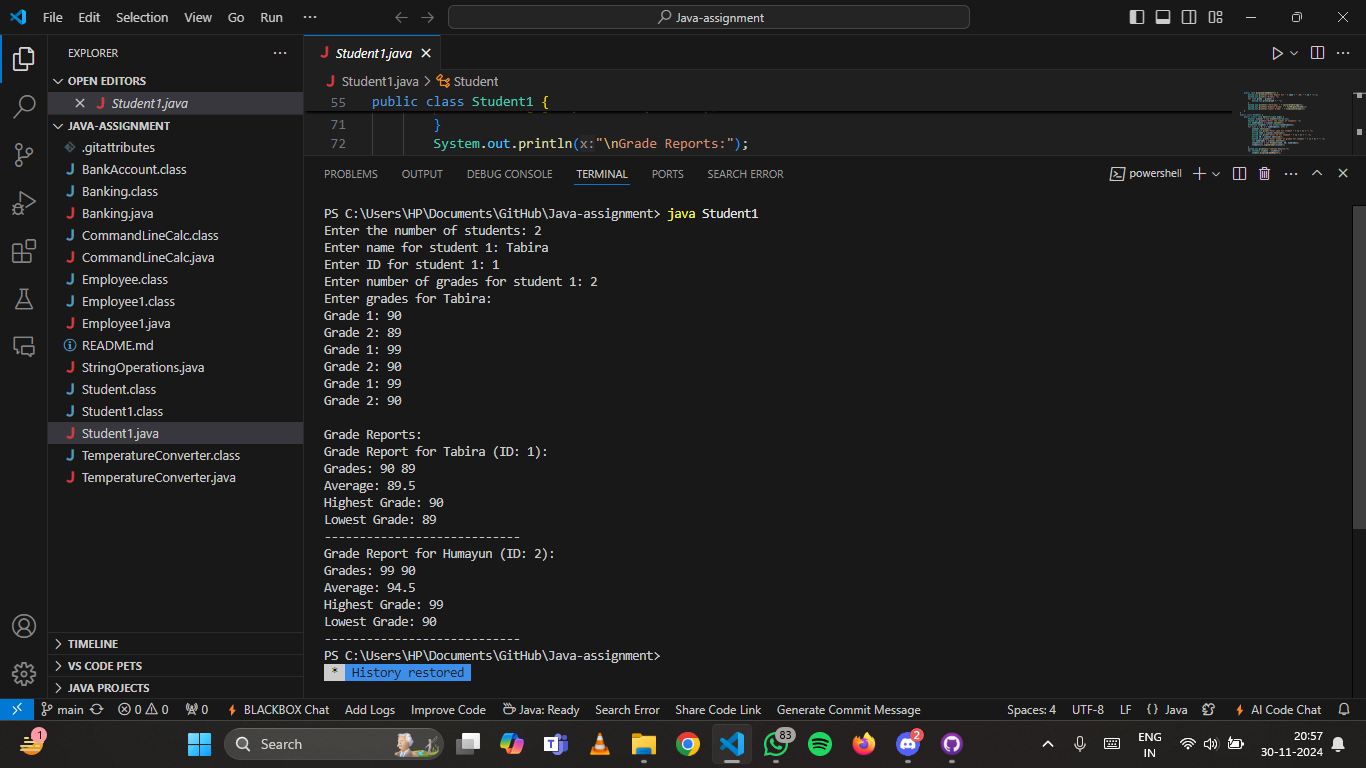 File Edit Selection View Go Run ···
Java-assignment
EXPLORER
OPEN EDITORS
Student1.java
JAVA-ASSIGNMENT
.gitattributes
BankAccount.class
Banking.class
Banking.java
CommandLineCalc.class
CommandLineCalc.java
Employee.class
Employee1.class
Employee1.java
README.md
StringOperations.java
Student.class
Student1.class
Student1.java
TemperatureConverter.class
TemperatureConverter.java
TIMELINE
VS CODE PETS
JAVA PROJECTS
Student1.java
Student1.java > Student
55 public class Student1 {
71 }
72 System.out.println(x:"\nGrade Reports:");
PROBLEMS OUTPUT DEBUG CONSOLE TERMINAL PORTS SEARCH ERROR
powershell
PS C:\Users\HP\Documents\GitHub\Java-assignment> java Student1
Enter the number of students: 2
Enter name for student 1: Tabira
Enter ID for student 1: 1
Enter number of grades for student 1: 2
Enter grades for Tabira:
Grade 1: 90
Grade 2: 89
Grade 1: 99
Grade 2: 90
Grade 1: 99
Grade 2: 90
Grade Reports:
Grade Report for Tabira (ID: 1):
Grades: 90 89
Average: 89.5
Highest Grade: 90
Lowest Grade: 89
----------------------------
Grade Report for Humayun (ID: 2):
Grades: 99 90
Average: 94.5
Highest Grade: 99
Lowest Grade: 90
----------------------------
PS C:\Users\HP\Documents\GitHub\Java-assignment>
* History restored
main 0 0 0 BLACKBOX Chat Add Logs Improve Code Java: Ready Search Error Share Code Link Generate Commit Message Spaces: 4 UTF-8 LF {} Java AI Code Chat
1
Search
83
2
ENG
IN
20:57
30-11-2024